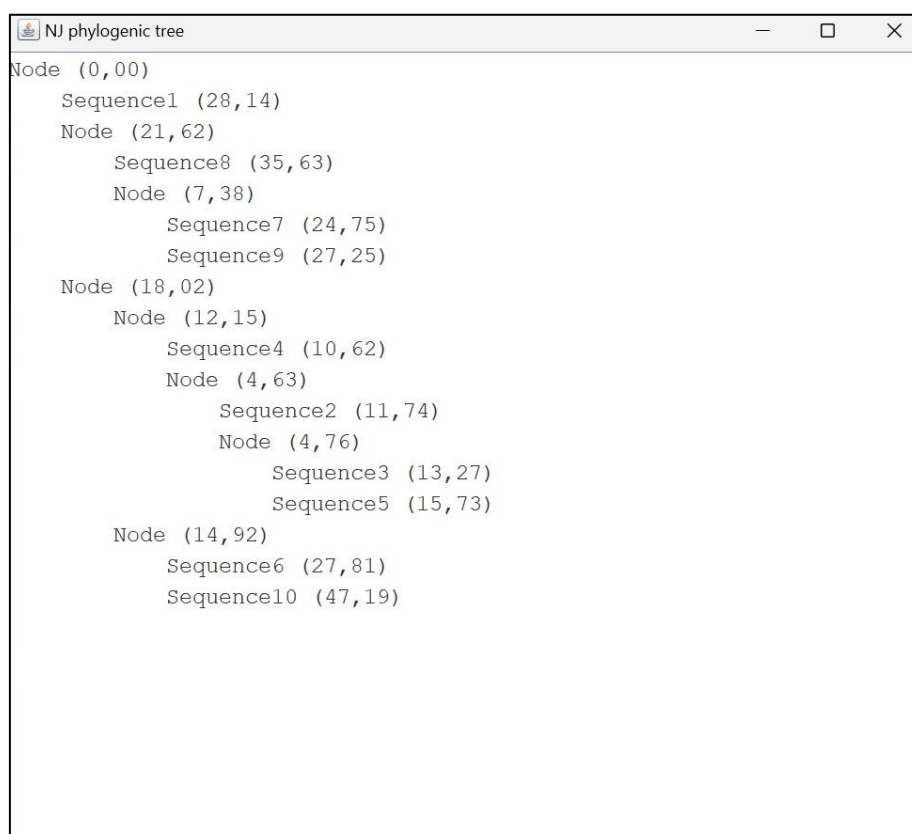 NJ phylogenic tree
Node (0,00)
Sequence1 (28,14)
Node (21,62)
Sequence8 (35,63)
Node (7,38)
Sequence7 (24,75)
Sequence9 (27,25)
Node (18,02)
Node (12,15)
Sequence4 (10,62)
Node (4,63)
Sequence2 (11,74)
Node (4,76)
Sequence3 (13,27)
Sequence5 (15,73)
Node (14,92)
Sequence6 (27,81)
Sequence10 (47,19)